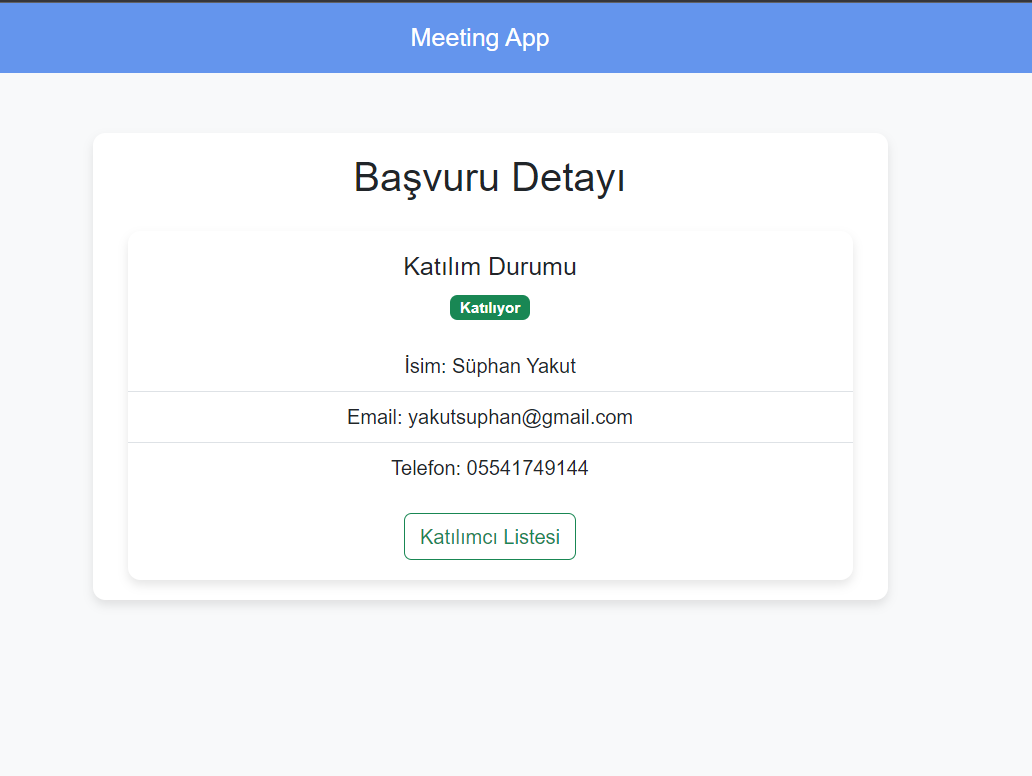 Meeting App
Başvuru Detayı
Katılım Durumu
Katılıyor
İsim: Süphan Yakut
Email: yakutsuphan@gmail.com
Telefon: 05541749144
Katılımcı Listesi